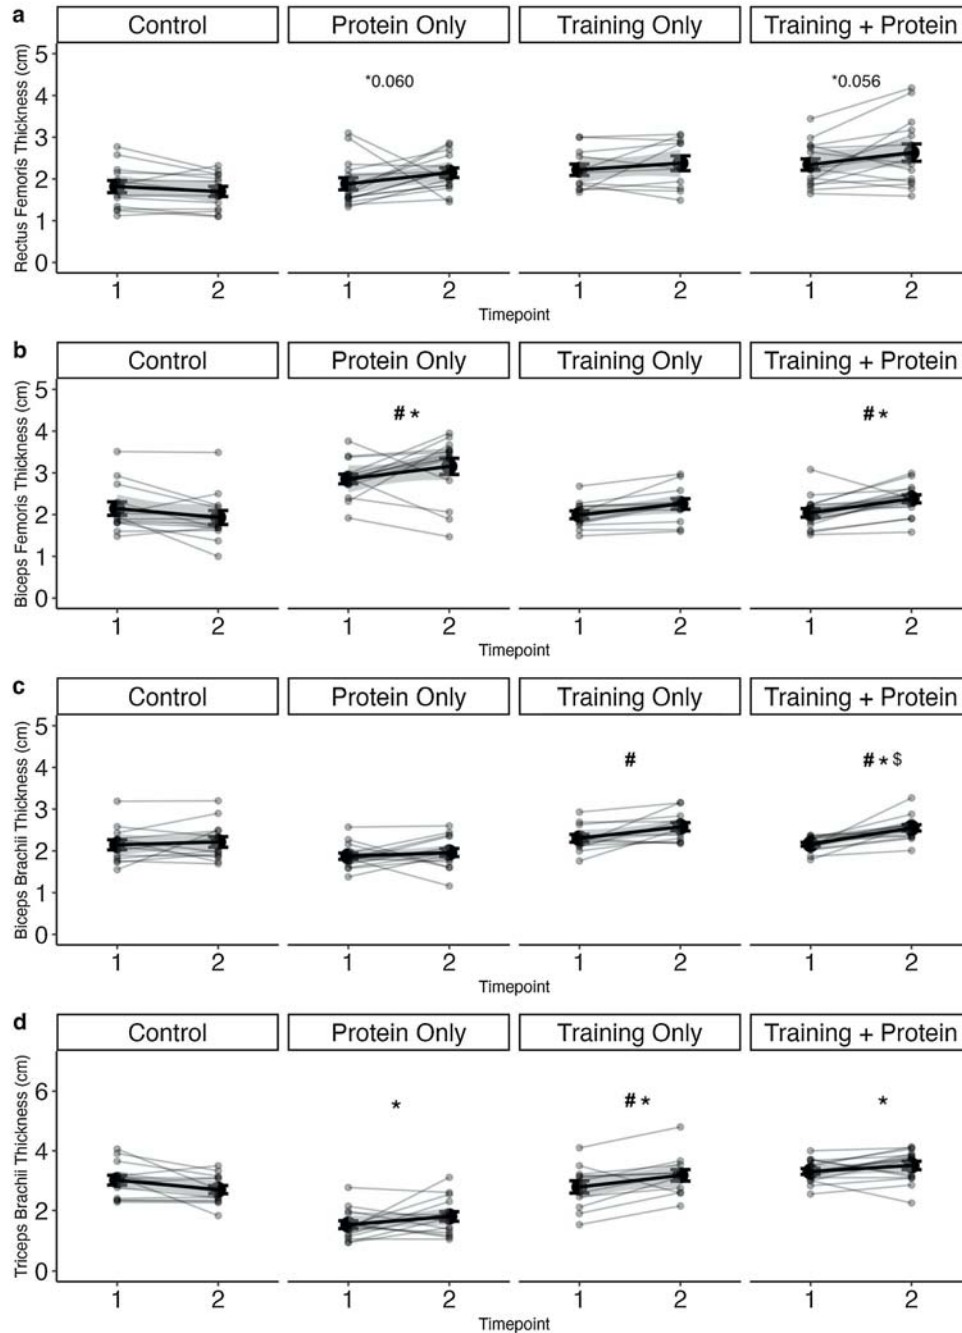 a
Control Protein Only Training Only Training + Protein
Rectus Femoris Thickness (cm)
5
4
3
2
1
0
*0.060 *0.056
1 2 1 2 1 2 1 2
Timepoint
b
Control Protein Only Training Only Training + Protein
Biceps Femoris Thickness (cm)
5
4
3
2
1
0
# * # *
1 2 1 2 1 2 1 2
Timepoint
c
Control Protein Only Training Only Training + Protein
Biceps Brachii Thickness (cm)
5
4
3
2
1
0
# # * $
1 2 1 2 1 2 1 2
Timepoint
d
Control Protein Only Training Only Training + Protein
Triceps Brachii Thickness (cm)
6
4
2
0
* # * *
1 2 1 2 1 2 1 2
Timepoint